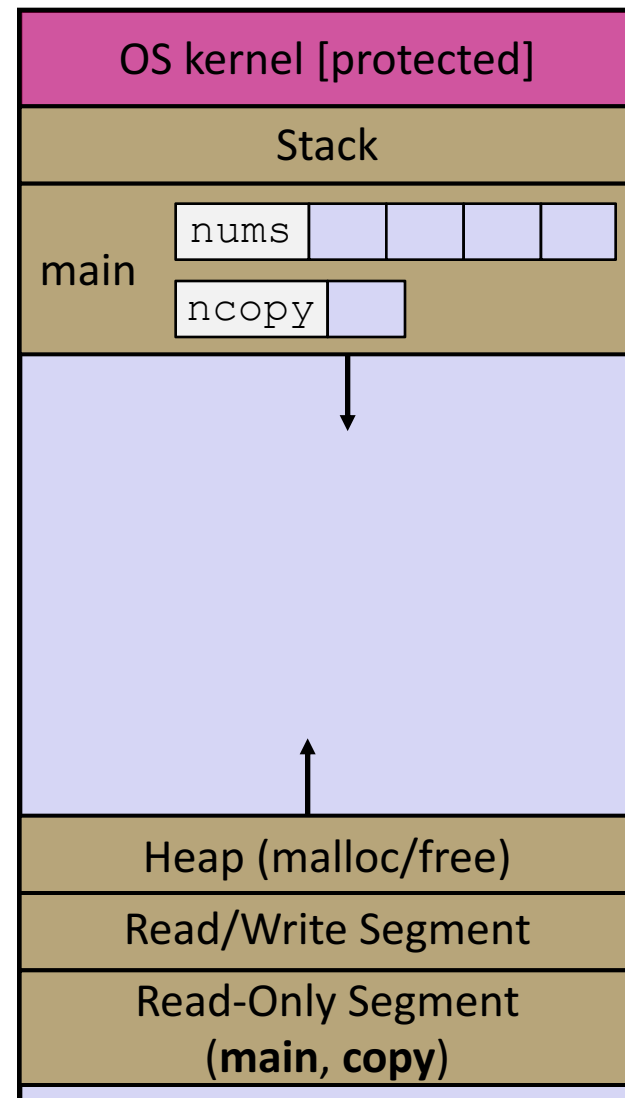 OS kernel [protected]
Stack
main
nums
ncopy
Heap (malloc/free)
Read/Write Segment
Read-Only Segment
(main, copy)